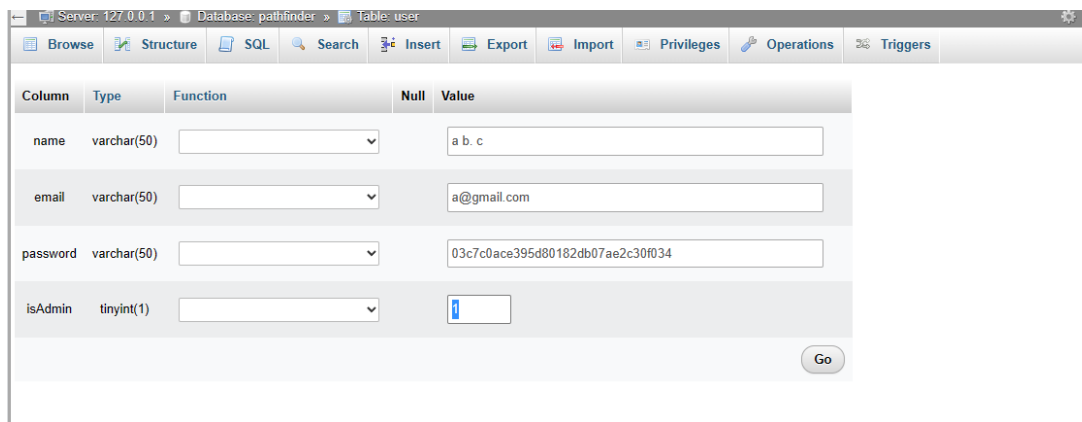 ← Server: 127.0.0.1 » Database: pathfinder » Table: user
Browse Structure SQL Search Insert Export Import Privileges Operations Triggers
Column Type Function Null Value
name varchar(50) a b. c
email varchar(50) a@gmail.com
password varchar(50) 03c7c0ace395d80182db07ae2c30f034
isAdmin tinyint(1) 1
Go